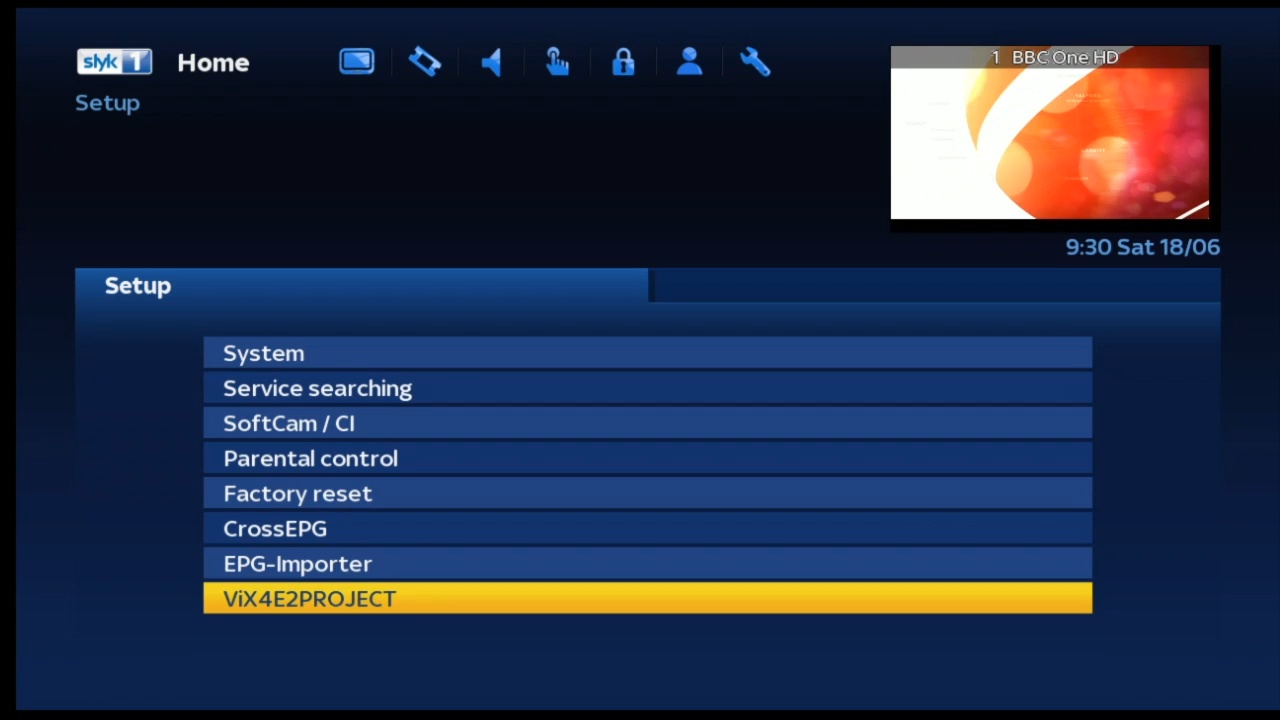 slyk 1 Home
Setup
1 BBC One HD
9:30 Sat 18/06
Setup
System
Service searching
SoftCam / CI
Parental control
Factory reset
CrossEPG
EPG-Importer
ViX4E2PROJECT